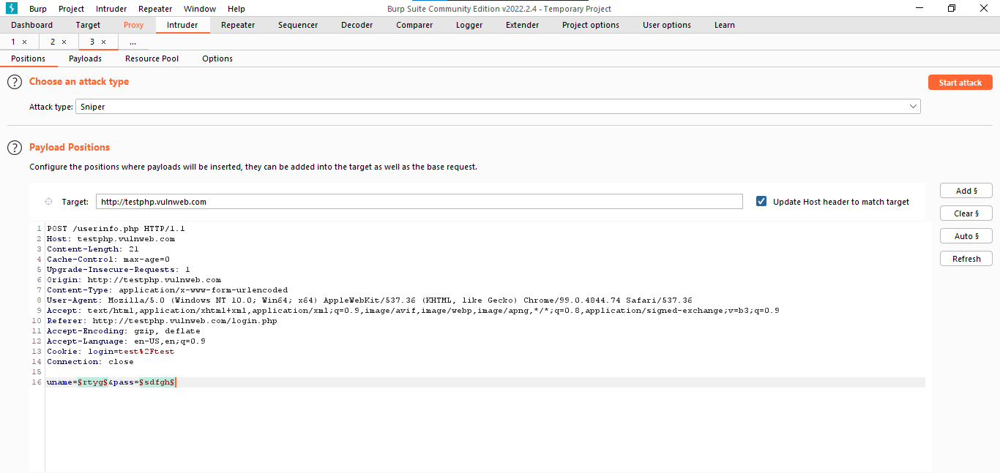 Burp Project Intruder Repeater Window Help Burp Suite Community Edition v2022.2.4 - Temporary Project
Dashboard Target Proxy Intruder Repeater Sequencer Decoder Comparer Logger Extender Project options User options Learn
1 × 2 × 3 × ...
Positions Payloads Resource Pool Options
? Choose an attack type Start attack
Attack type: Sniper
? Payload Positions
Configure the positions where payloads will be inserted, they can be added into the target as well as the base request.
Target: http://testphp.vulnweb.com Update Host header to match target
Add §
Clear §
Auto §
Refresh
1 POST /userinfo.php HTTP/1.1
2 Host: testphp.vulnweb.com
3 Content-Length: 21
4 Cache-Control: max-age=0
5 Upgrade-Insecure-Requests: 1
6 Origin: http://testphp.vulnweb.com
7 Content-Type: application/x-www-form-urlencoded
8 User-Agent: Mozilla/5.0 (Windows NT 10.0; Win64; x64) AppleWebKit/537.36 (KHTML, like Gecko) Chrome/99.0.4844.74 Safari/537.36
9 Accept: text/html,application/xhtml+xml,application/xml;q=0.9,image/avif,image/webp,image/apng,*/*;q=0.8,application/signed-exchange;v=b3;q=0.9
10 Referer: http://testphp.vulnweb.com/login.php
11 Accept-Encoding: gzip, deflate
12 Accept-Language: en-US,en;q=0.9
13 Cookie: login=test%2Ftest
14 Connection: close
15
16 uname=§rtyg§&pass=§sdfgh§